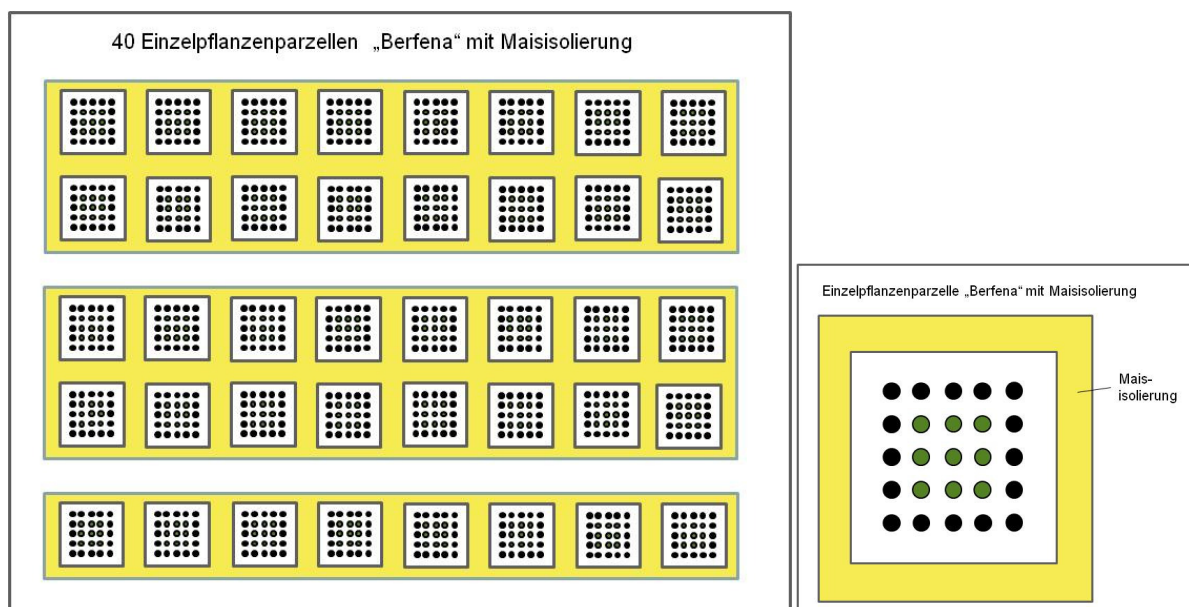 40 Einzelpflanzenparzellen „Berfena“ mit Maisisolierung
Einzelpflanzenparzelle „Berfena“ mit Maisisolierung
Mais-
isolierung